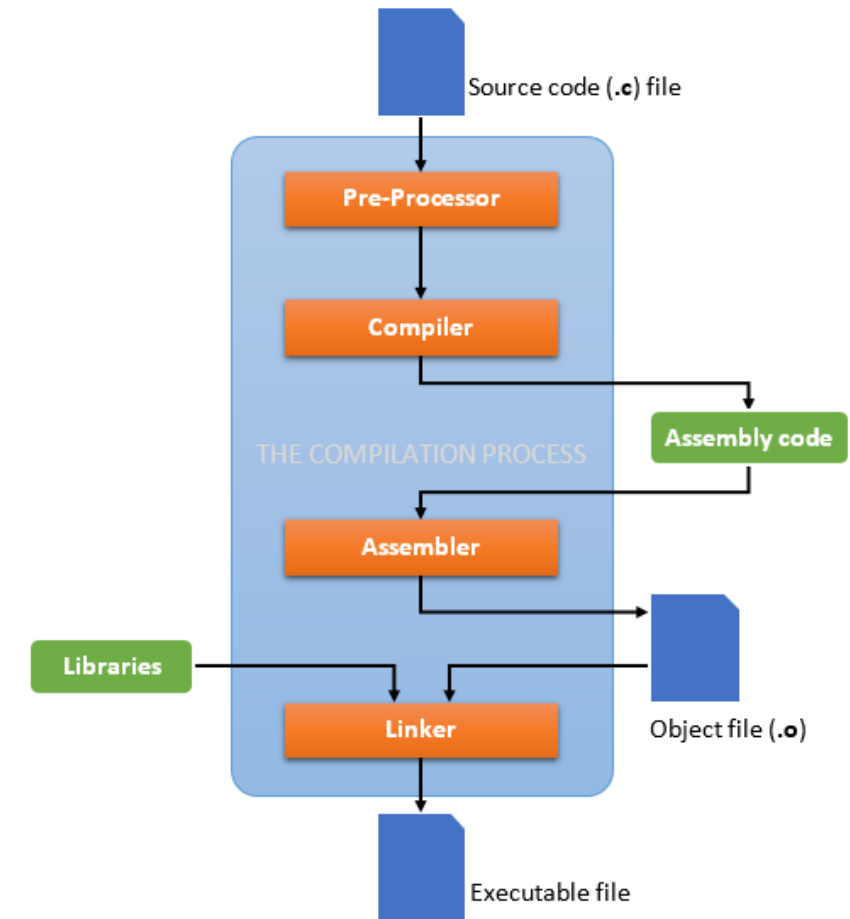 Source code (.c) file
Pre-Processor
Compiler
Assembly code
THE COMPILATION PROCESS
Assembler
Libraries
Linker
Object file (.o)
Executable file